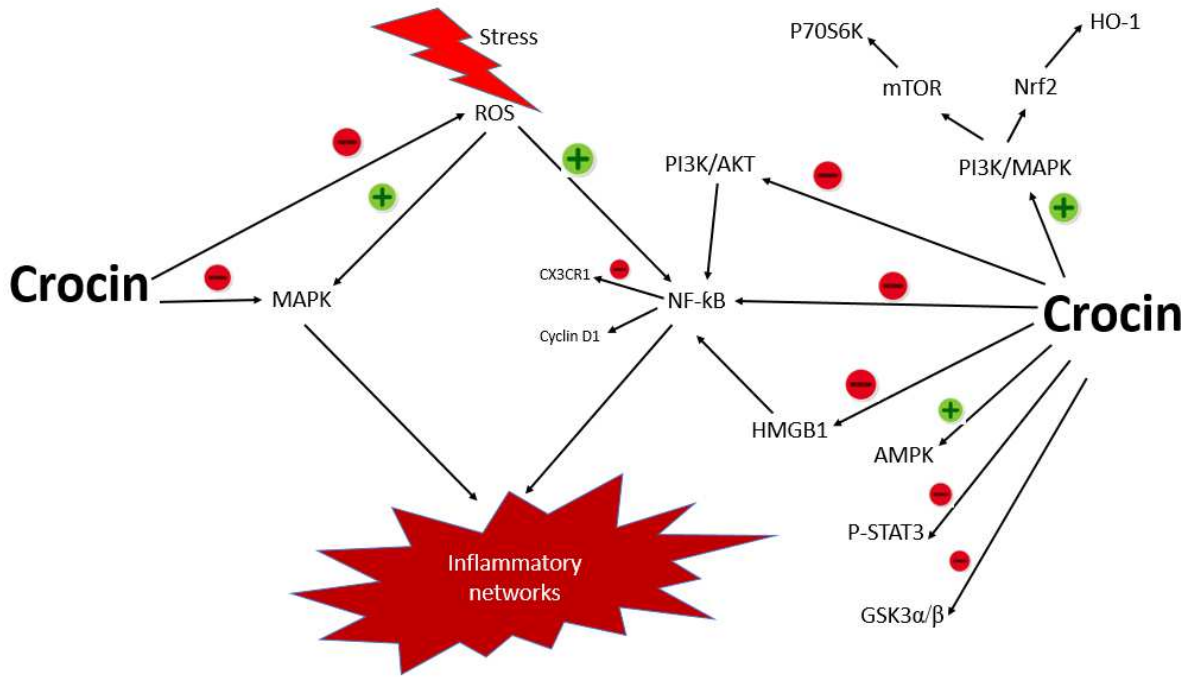 Stress
ROS
P70S6K
HO-1
mTOR
Nrf2
PI3K/AKT
PI3K/MAPK
Crocin
MAPK
CX3CR1
NF-ƙB
Cyclin D1
Crocin
HMGB1
AMPK
P-STAT3
GSK3α/β
Inflammatory
networks